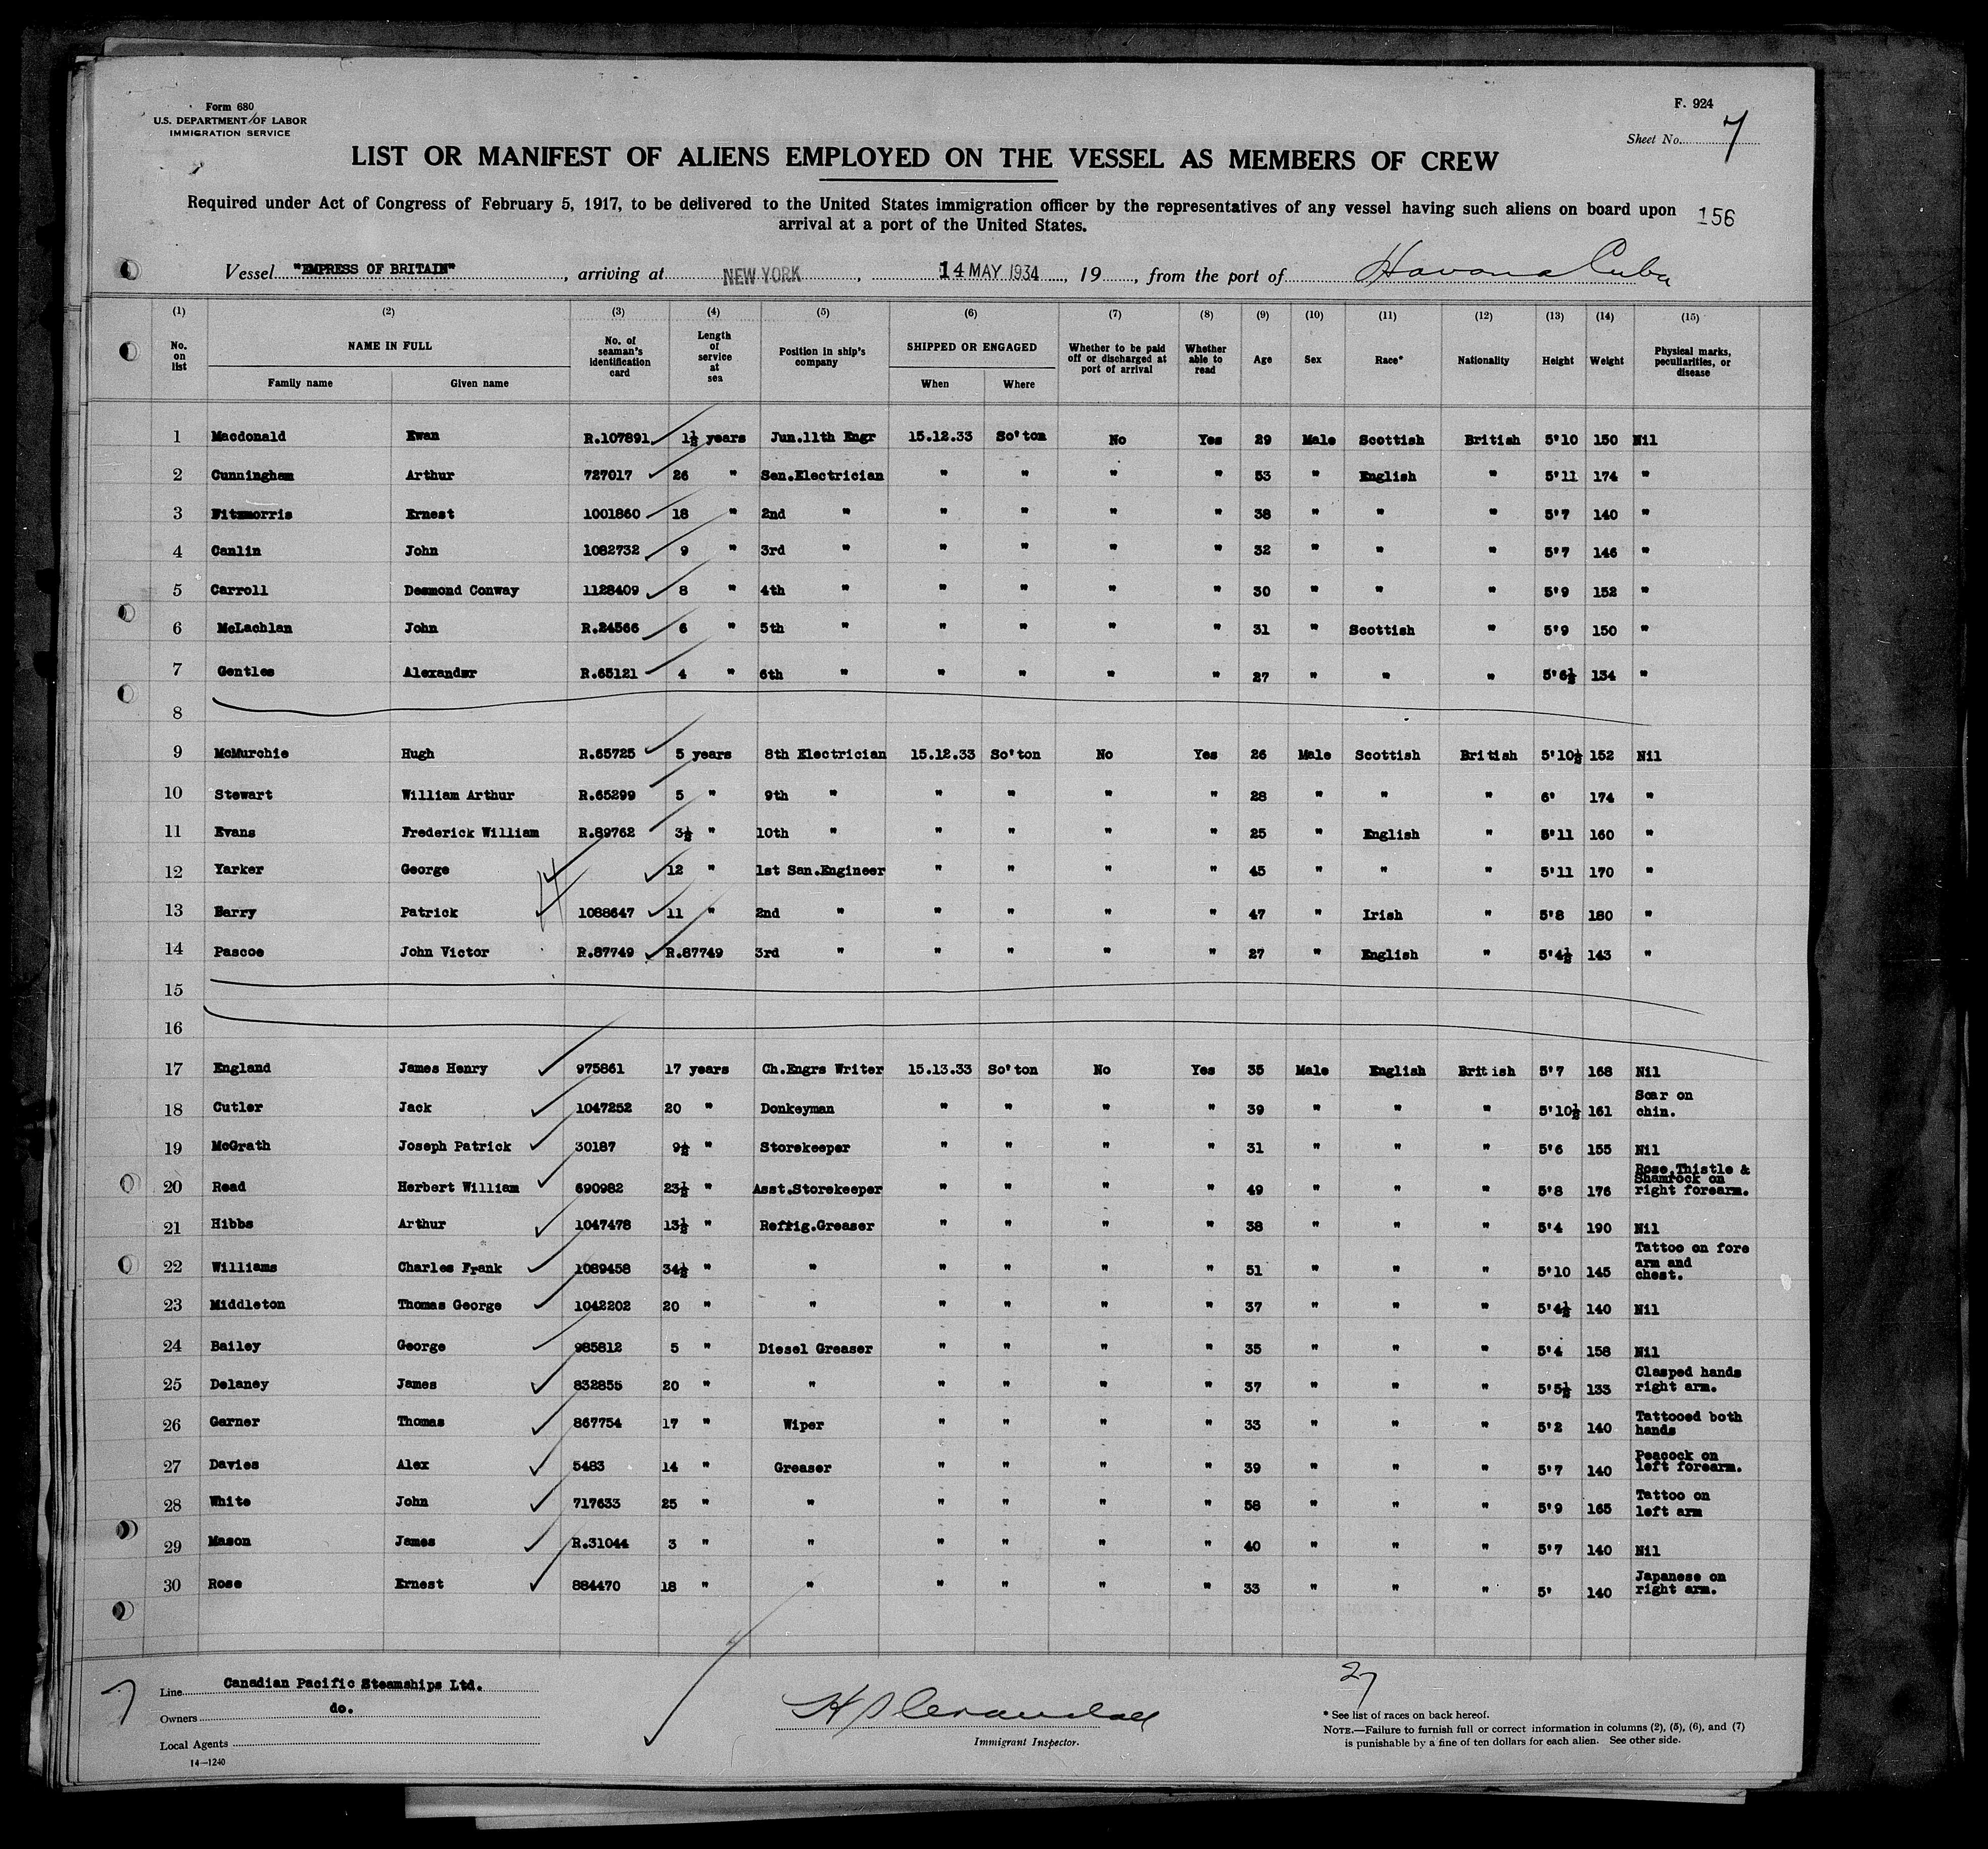 Form 680
U.S. DEPARTMENT OF LABOR
IMMIGRATION SERVICE
F. 924
Sheet No. 7
LIST OR MANIFEST OF ALIENS EMPLOYED ON THE VESSEL AS MEMBERS OF CREW
Required under Act of Congress of February 5, 1917, to be delivered to the United States immigration officer by the representatives of any vessel having such aliens on board upon
arrival at a port of the United States.
156
Vessel "EMPRESS OF BRITAIN", arriving at NEW YORK, 14 MAY 1934, 19, from the port of Havana Cuba
(1) (2) (3) (4) (5) (6) (7) (8) (9) (10) (11) (12) (13) (14) (15)
No. on list NAME IN FULL Family name Given name No. of seaman's identification card Length of service at sea Position in ship's company SHIPPED OR ENGAGED When Where Whether to be paid off or discharged at port of arrival Whether able to read Age Sex Race* Nationality Height Weight Physical marks, peculiarities, or disease
1 Macdonald Ewan R.107891 1½ years Jun.11th Engr 15.12.33 So'ton No Yes 29 Male Scottish British 5'10 150 Nil
2 Cunningham Arthur 727017 26 " Sen.Electrician " " " " 53 " English " 5'11 174 "
3 Fitzmorris Ernest 1001860 18 " 2nd " " " " " 38 " " " 5'7 140 "
4 Canlin John 1082732 9 " 3rd " " " " " 32 " " " 5'7 146 "
5 Carroll Desmond Conway 1128409 8 " 4th " " " " " 30 " " " 5'9 152 "
6 McLachlan John R.24566 6 " 5th " " " " " 31 " Scottish " 5'9 150 "
7 Gentles Alexander R.65121 4 " 6th " " " " " 27 " " " 5'6½ 134 "
8
9 McMurchie Hugh R.65725 5 years 8th Electrician 15.12.33 So'ton No Yes 26 Male Scottish British 5'10½ 152 Nil
10 Stewart William Arthur R.65299 5 " 9th " " " " " 28 " " " 6' 174 "
11 Evans Frederick William R.89762 3½ " 10th " " " " " 25 " English " 5'11 160 "
12 Yarker George 12 " 1st San.Engineer " " " " 45 " " " 5'11 170 "
13 Barry Patrick 1088647 11 " 2nd " " " " " 47 " Irish " 5'8 180 "
14 Pascoe John Victor R.87749 R.87749 3rd " " " " " 27 " English " 5'4½ 143 "
15
16
17 England James Henry 975861 17 years Ch.Engrs Writer 15.13.33 So'ton No Yes 35 Male English British 5'7 168 Nil
18 Cutler Jack 1047252 20 " Donkeyman " " " " 39 " " " 5'10½ 161 Scar on chin.
19 McGrath Joseph Patrick 30187 9½ " Storekeeper " " " " 31 " " " 5'6 155 Nil
20 Read Herbert William 690982 23½ " Asst.Storekeeper " " " " 49 " " " 5'8 176 Rose,Thistle & Shamrock on right forearm.
21 Hibbs Arthur 1047478 13½ " Refrig.Greaser " " " " 38 " " " 5'4 190 Nil
22 Williams Charles Frank 1089458 34½ " " " " " " 51 " " " 5'10 145 Tattoo on fore arm and chest.
23 Middleton Thomas George 1042202 20 " " " " " " 37 " " " 5'4½ 140 Nil
24 Bailey George 985812 5 " Diesel Greaser " " " " 35 " " " 5'4 158 Nil
25 Delaney James 832855 20 " " " " " " 37 " " " 5'5½ 133 Clasped hands right arm.
26 Garner Thomas 867754 17 " Wiper " " " " 33 " " " 5'2 140 Tattooed both hands
27 Davies Alex 5483 14 " Greaser " " " " 39 " " " 5'7 140 Peacock on left forearm.
28 White John 717633 25 " " " " " " 58 " " " 5'9 165 Tattoo on left arm
29 Mason James R.31044 3 " " " " " " 40 " " " 5'7 140 Nil
30 Rose Ernest 884470 18 " " " " " " 33 " " " 5' 140 Japanese on right arm.
7
27
Line Canadian Pacific Steamships Ltd.
Owners do.
Local Agents
14-1240
Immigrant Inspector.
* See list of races on back hereof.
NOTE.—Failure to furnish full or correct information in columns (2), (5), (6), and (7)
is punishable by a fine of ten dollars for each alien. See other side.